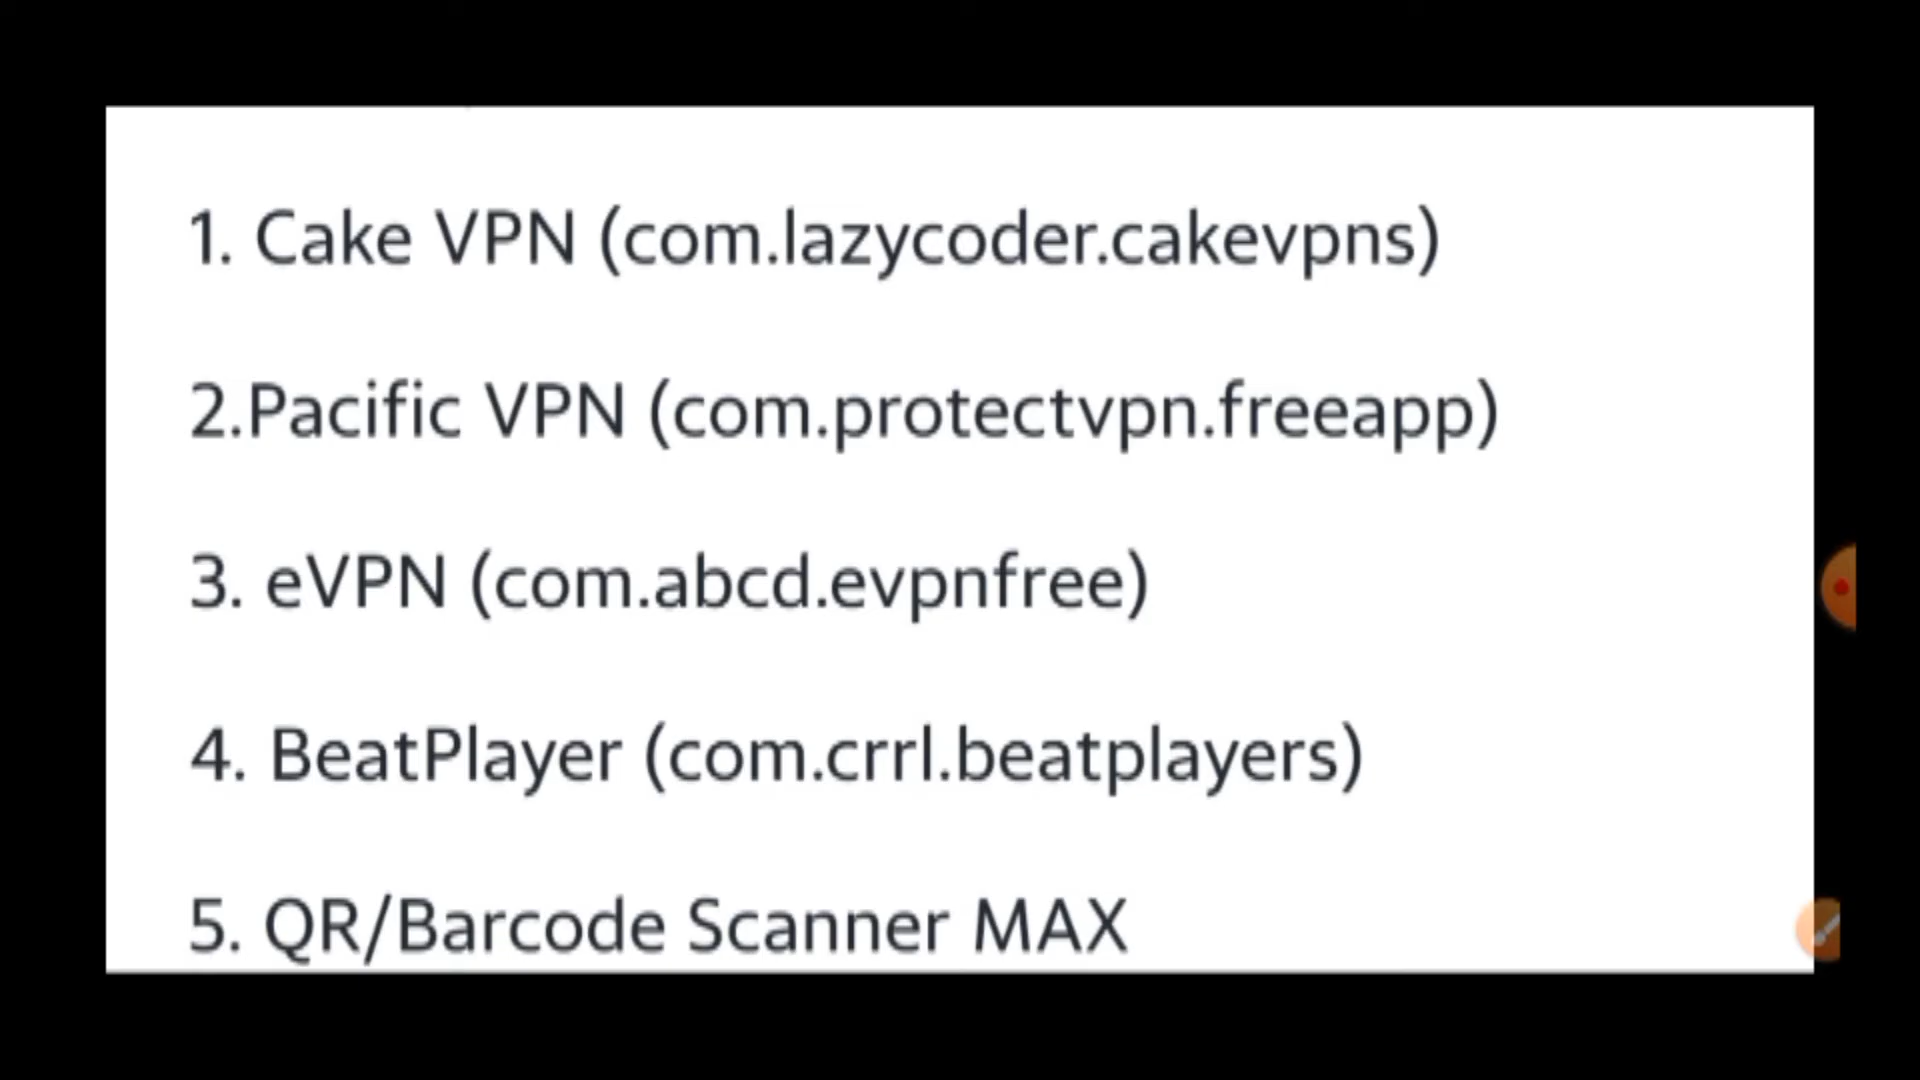 1. Cake VPN (com.lazycoder.cakevpns)
2.Pacific VPN (com.protectvpn.freeapp)
3. eVPN (com.abcd.evpnfree)
4. BeatPlayer (com.crrl.beatplayers)
5. QR/Barcode Scanner MAX